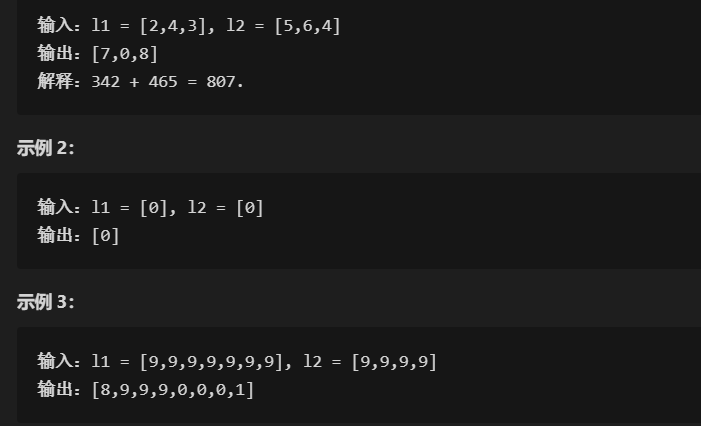 输入：l1 = [2,4,3], l2 = [5,6,4]
输出：[7,0,8]
解释：342 + 465 = 807.
示例 2：
输入：l1 = [0], l2 = [0]
输出：[0]
示例 3：
输入：l1 = [9,9,9,9,9,9,9], l2 = [9,9,9,9]
输出：[8,9,9,9,0,0,0,1]